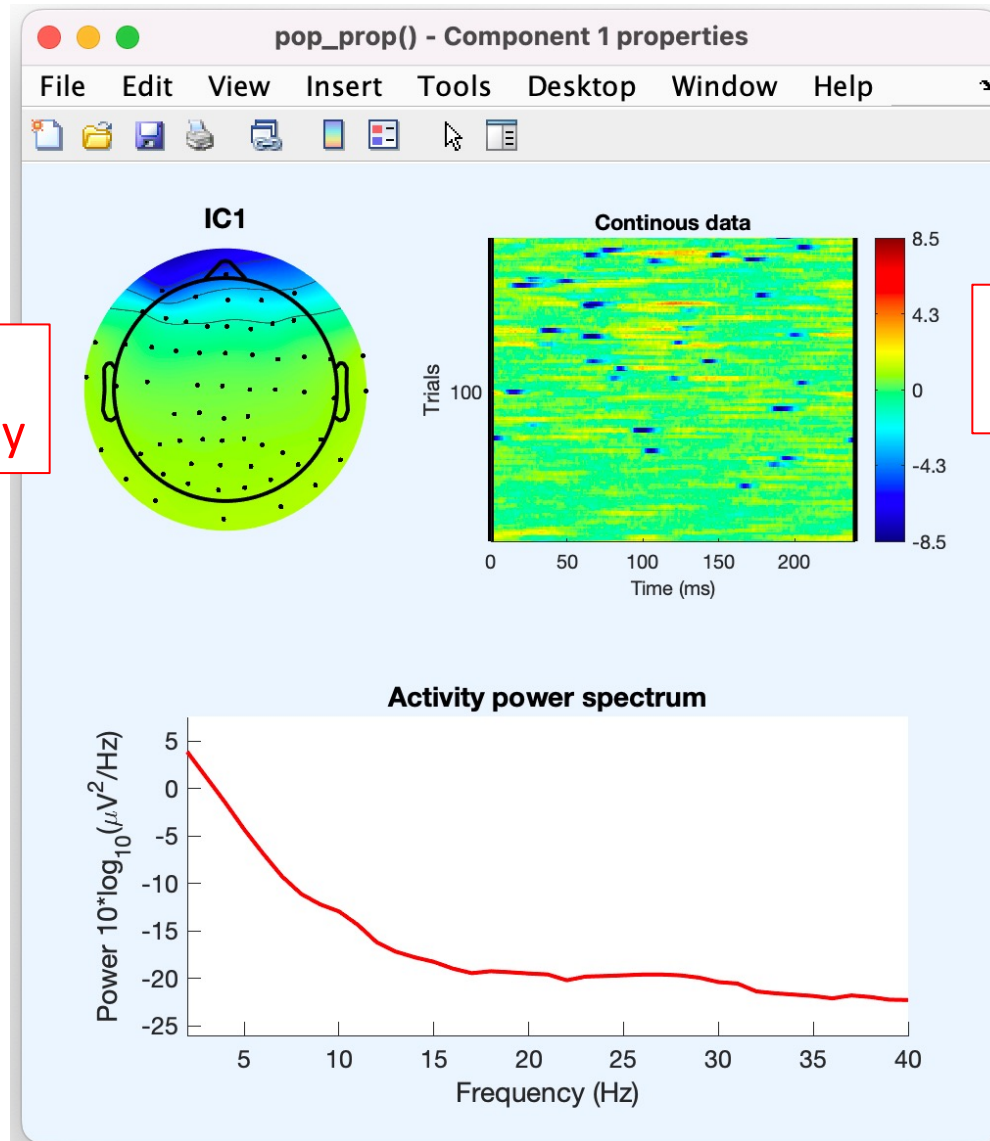 pop_prop() - Component 1 properties
File Edit View Insert Tools Desktop Window Help
IC1
Continous data
Trials
100
0 50 100 150 200
Time (ms)
8.5
4.3
0
-4.3
-8.5
y
Activity power spectrum
Power 10*log₁₀(μV²/Hz)
5
0
-5
-10
-15
-20
-25
5 10 15 20 25 30 35 40
Frequency (Hz)